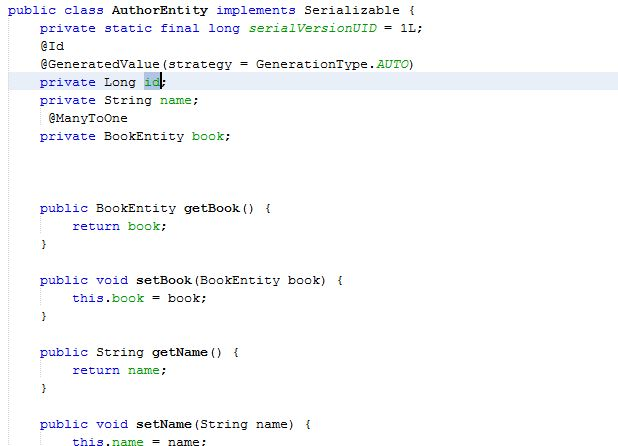 public class AuthorEntity implements Serializable {
private static final long serialVersionUID = 1L;
@Id
@GeneratedValue(strategy = GenerationType.AUTO)
private Long id;
private String name;
@ManyToOne
private BookEntity book;
public BookEntity getBook() {
return book;
}
public void setBook(BookEntity book) {
this.book = book;
}
public String getName() {
return name;
}
public void setName(String name) {
this.name = name;